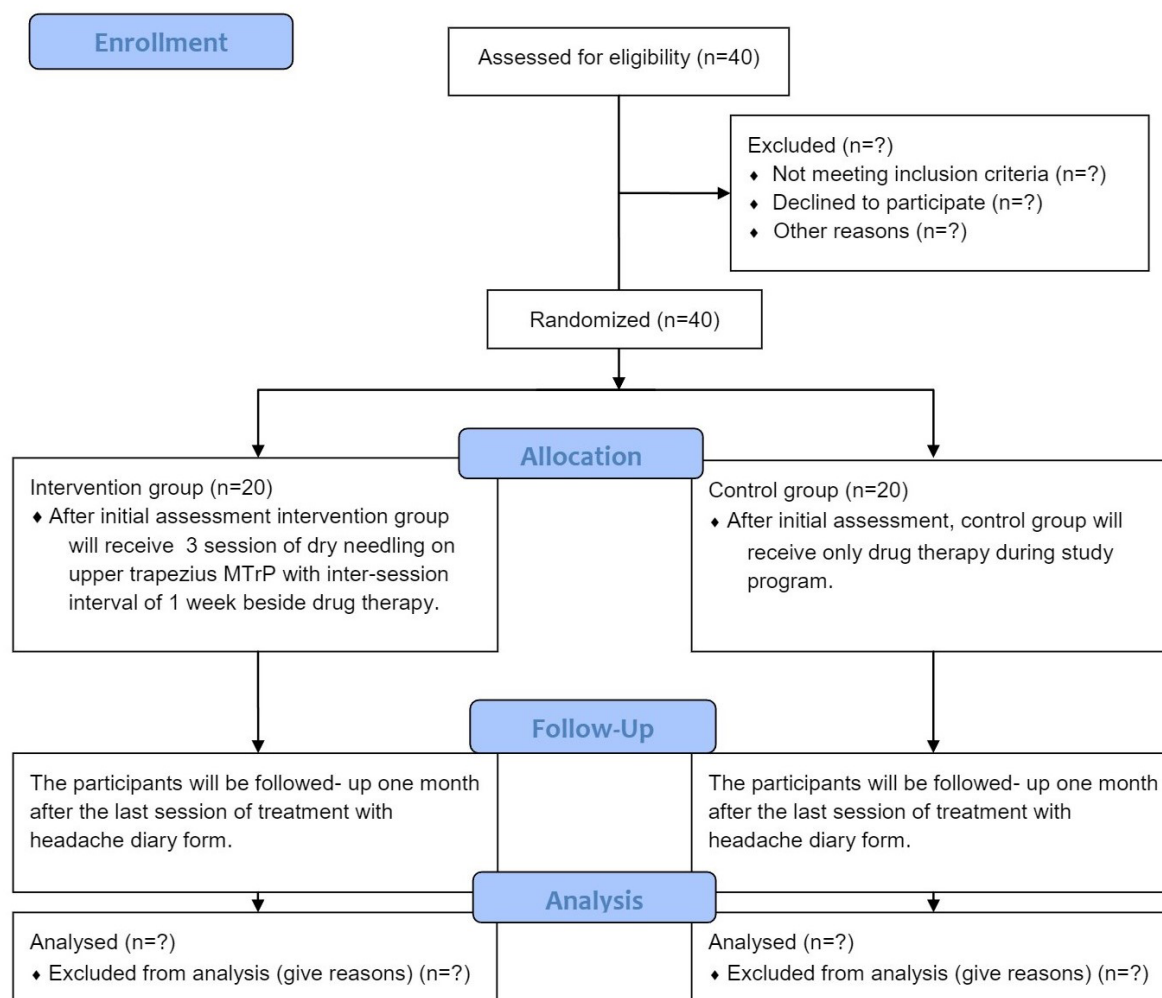 Enrollment
Assessed for eligibility (n=40)
Excluded (n=?)
♦ Not meeting inclusion criteria (n=?)
♦ Declined to participate (n=?)
♦ Other reasons (n=?)
Randomized (n=40)
Allocation
Intervention group (n=20)
♦ After initial assessment intervention group
will receive 3 session of dry needling on
upper trapezius MTrP with inter-session
interval of 1 week beside drug therapy.
Control group (n=20)
♦ After initial assessment, control group will
receive only drug therapy during study
program.
Follow-Up
The participants will be followed- up one month
after the last session of treatment with
headache diary form.
The participants will be followed- up one month
after the last session of treatment with
headache diary form.
Analysis
Analysed (n=?)
♦ Excluded from analysis (give reasons) (n=?)
Analysed (n=?)
♦ Excluded from analysis (give reasons) (n=?)